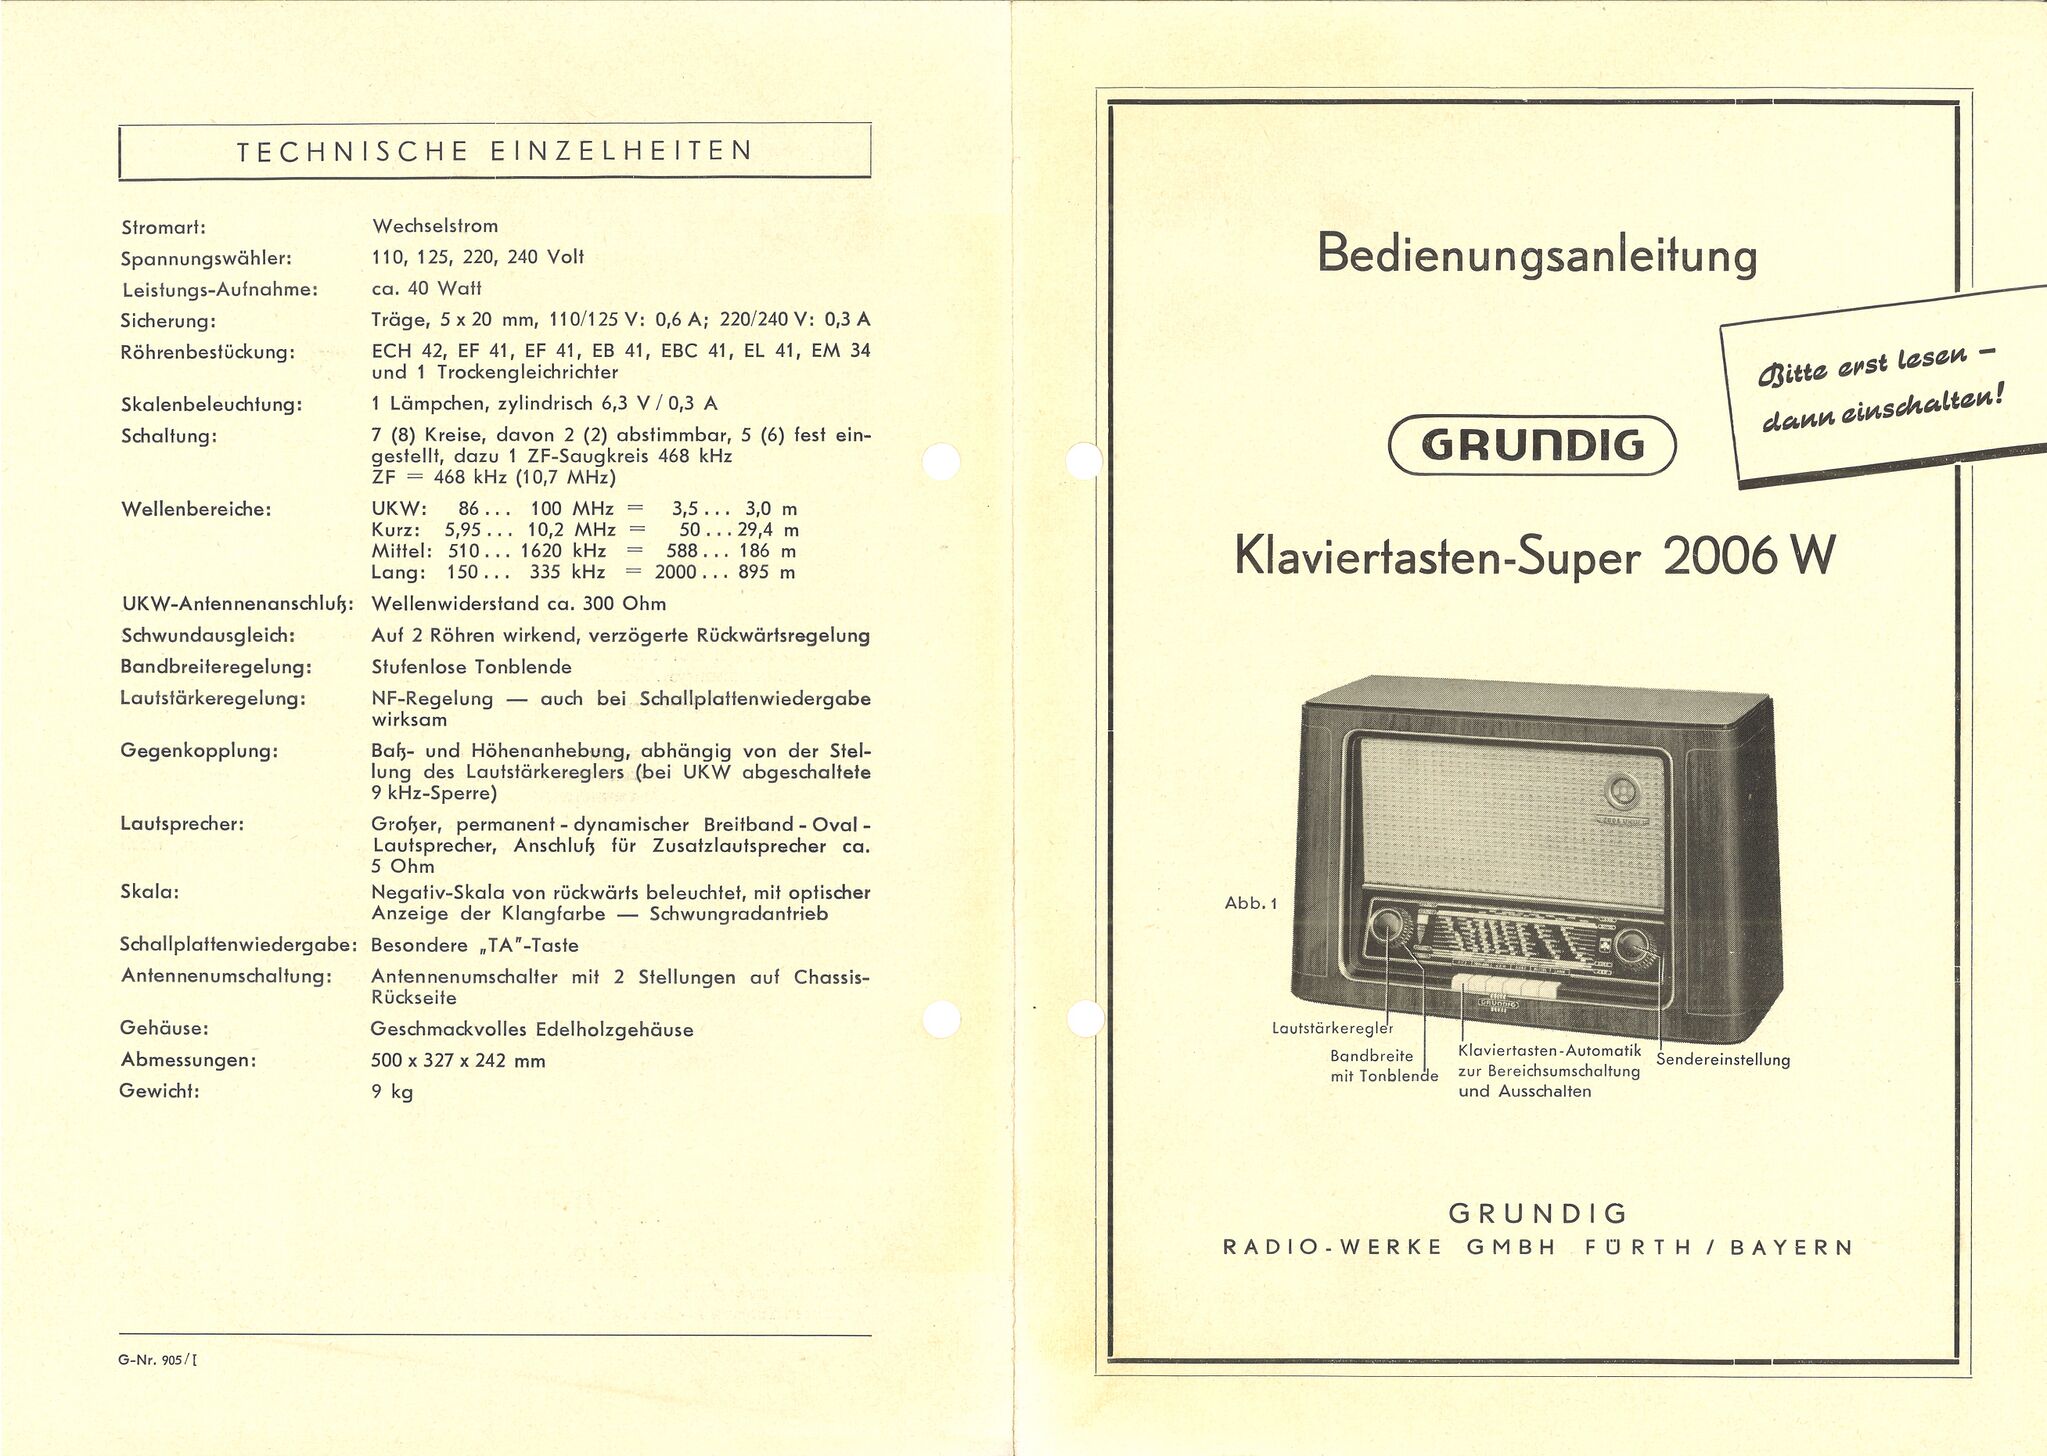 TECHNISCHE EINZELHEITEN
Stromart: Wechselstrom
Spannungswähler: 110, 125, 220, 240 Volt
Leistungs-Aufnahme: ca. 40 Watt
Sicherung: Träge, 5 x 20 mm, 110/125 V: 0,6 A; 220/240 V: 0,3 A
Röhrenbestückung: ECH 42, EF 41, EF 41, EB 41, EBC 41, EL 41, EM 34
und 1 Trockengleichrichter
Skalenbeleuchtung: 1 Lämpchen, zylindrisch 6,3 V / 0,3 A
Schaltung: 7 (8) Kreise, davon 2 (2) abstimmbar, 5 (6) fest ein-
gestellt, dazu 1 ZF-Saugkreis 468 kHz
ZF = 468 kHz (10,7 MHz)
Wellenbereiche: UKW: 86 ... 100 MHz = 3,5 ... 3,0 m
Kurz: 5,95 ... 10,2 MHz = 50 ... 29,4 m
Mittel: 510 ... 1620 kHz = 588 ... 186 m
Lang: 150 ... 335 kHz = 2000 ... 895 m
UKW-Antennenanschluß: Wellenwiderstand ca. 300 Ohm
Schwundausgleich: Auf 2 Röhren wirkend, verzögerte Rückwärtsregelung
Bandbreiteregelung: Stufenlose Tonblende
Lautstärkeregelung: NF-Regelung — auch bei Schallplattenwiedergabe
wirksam
Gegenkopplung: Baß- und Höhenanhebung, abhängig von der Stel-
lung des Lautstärkereglers (bei UKW abgeschaltete
9 kHz-Sperre)
Lautsprecher: Großer, permanent-dynamischer Breitband-Oval-
Lautsprecher, Anschluß für Zusatzlautsprecher ca.
5 Ohm
Skala: Negativ-Skala von rückwärts beleuchtet, mit optischer
Anzeige der Klangfarbe — Schwungradantrieb
Schallplattenwiedergabe: Besondere „TA"-Taste
Antennenumschaltung: Antennenumschalter mit 2 Stellungen auf Chassis-
Rückseite
Gehäuse: Geschmackvolles Edelholzgehäuse
Abmessungen: 500 x 327 x 242 mm
Gewicht: 9 kg
G-Nr. 905/I
Bedienungsanleitung
Bitte erst lesen –
dann einschalten!
GRUNDIG
Klaviertasten-Super 2006 W
Abb. 1
GRUNDIG
Lautstärkeregler
Bandbreite
mit Tonblende
Klaviertasten-Automatik
zur Bereichsumschaltung
und Ausschalten
Sendereinstellung
GRUNDIG
RADIO-WERKE GMBH FÜRTH / BAYERN